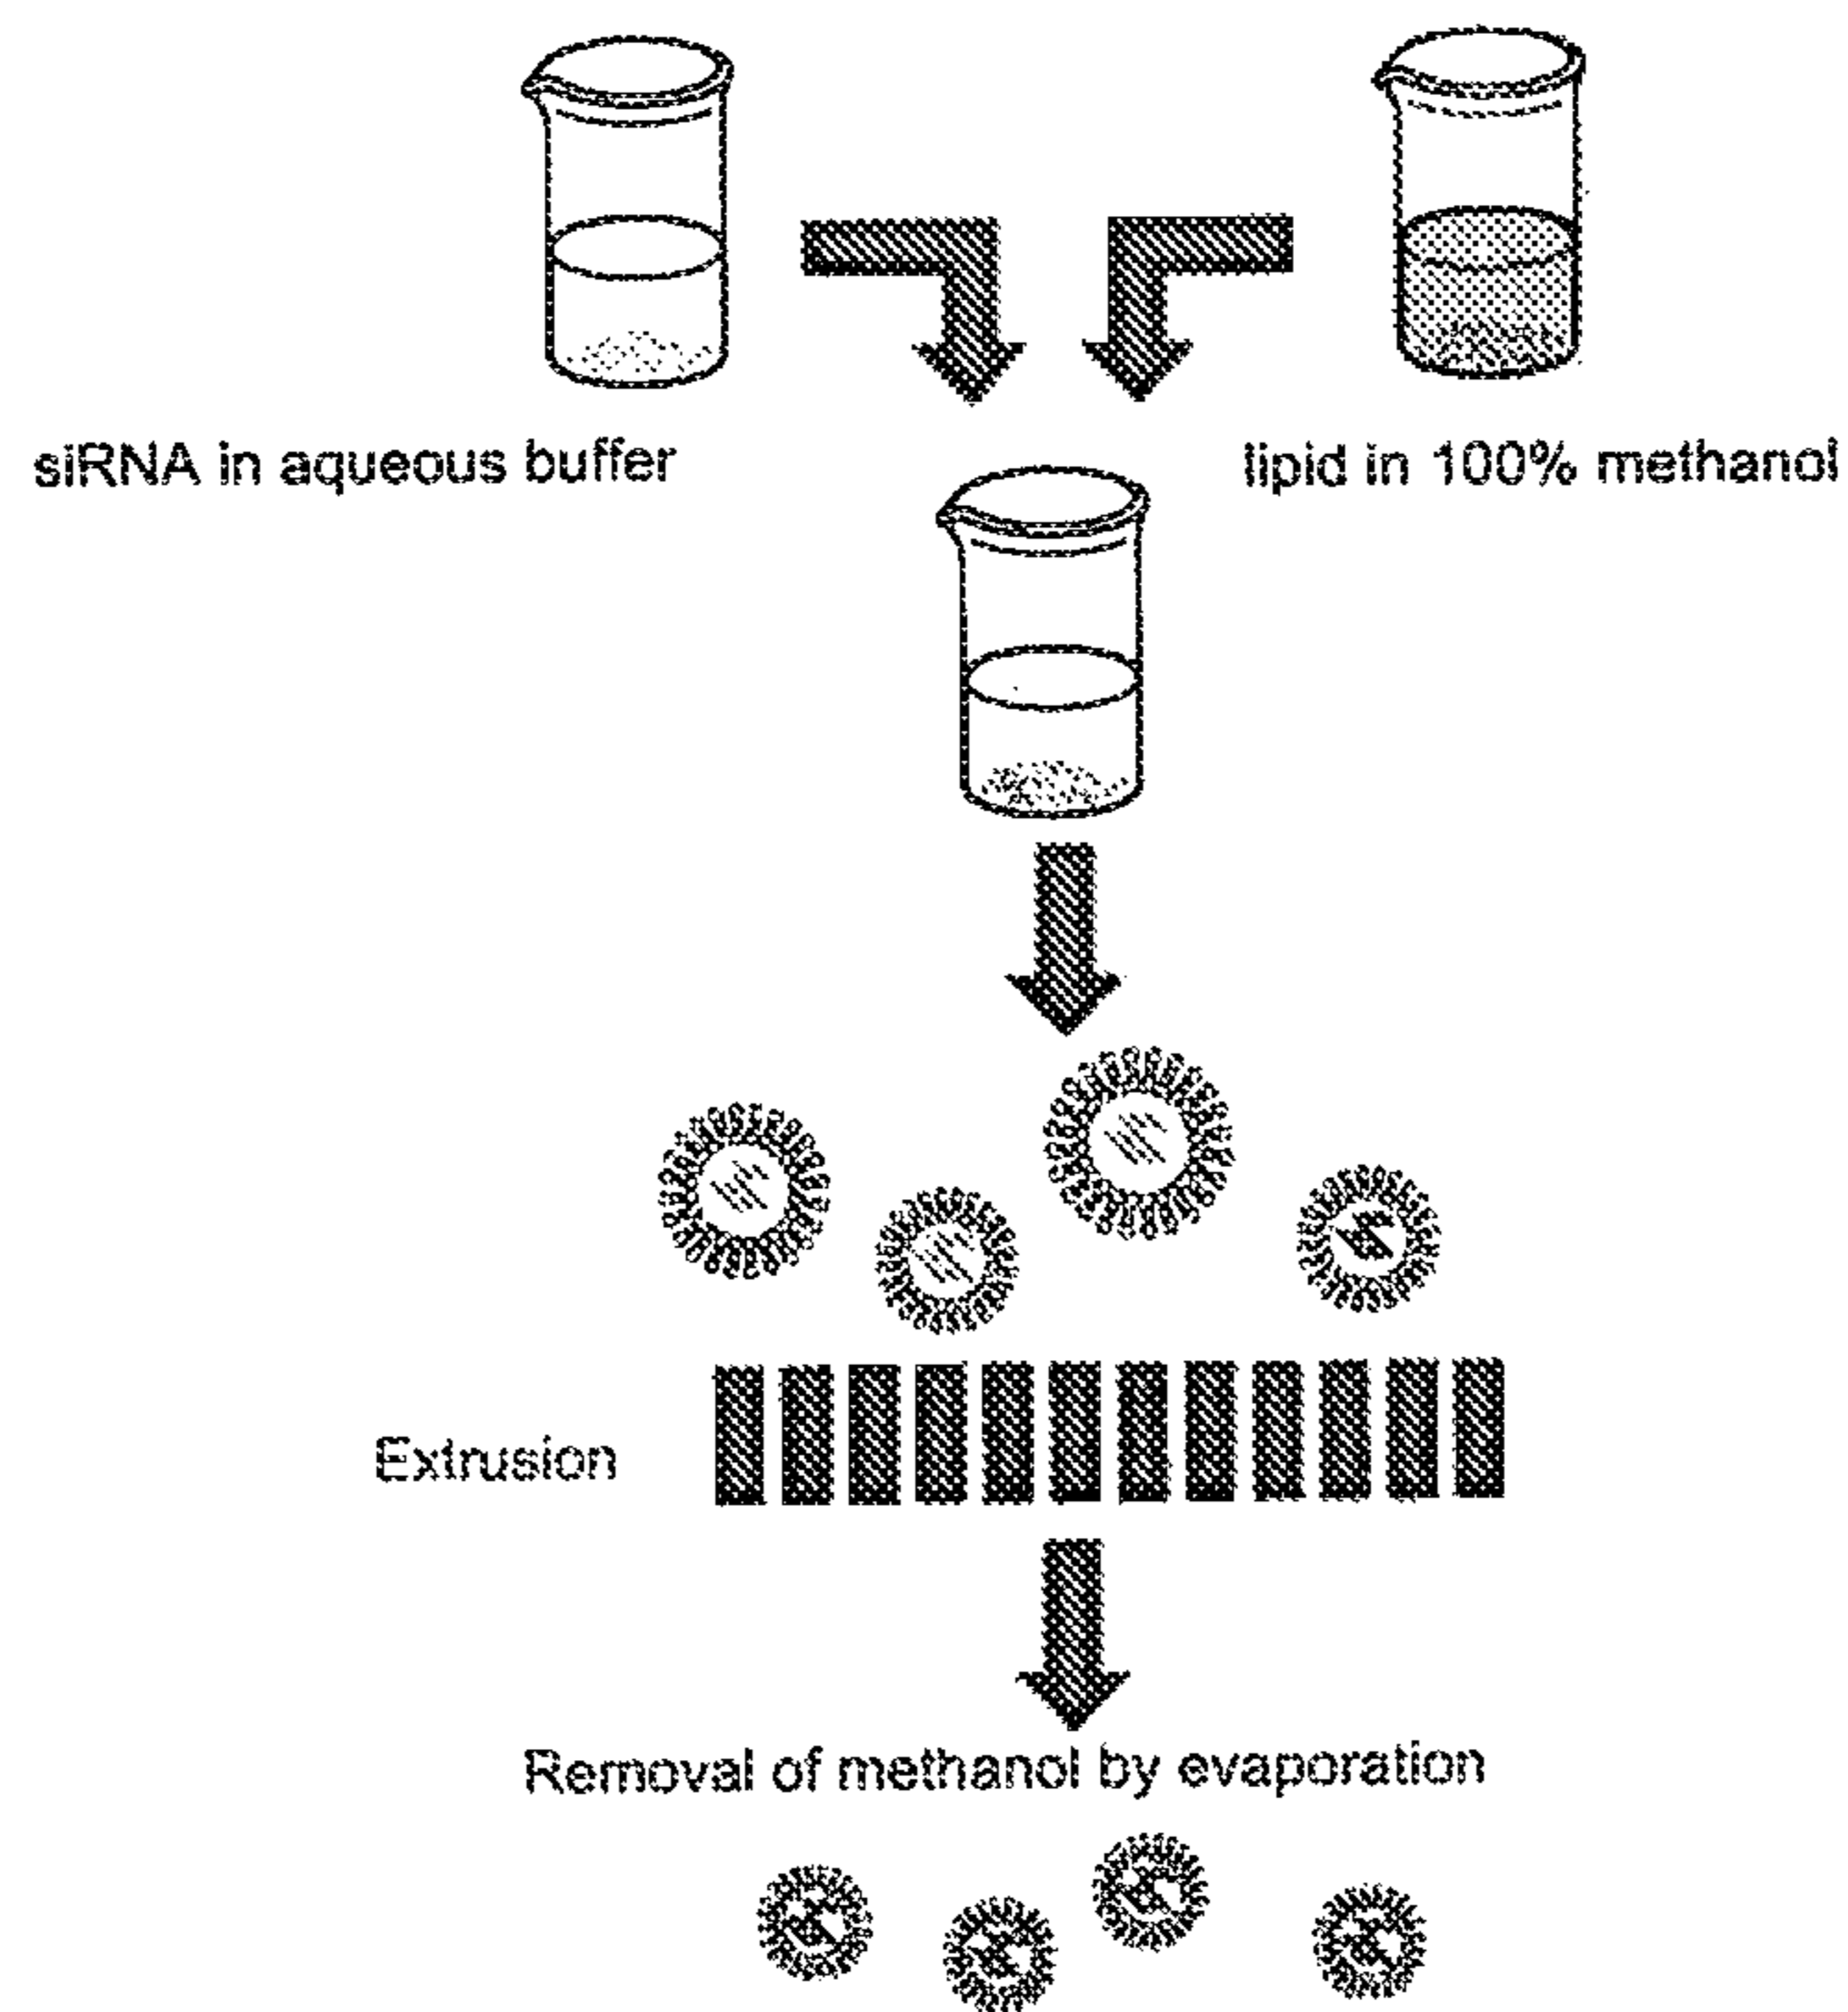 siRNA in aqueous buffer
lipid in 100% methanol
Extrusion
Removal of methanol by evaporation